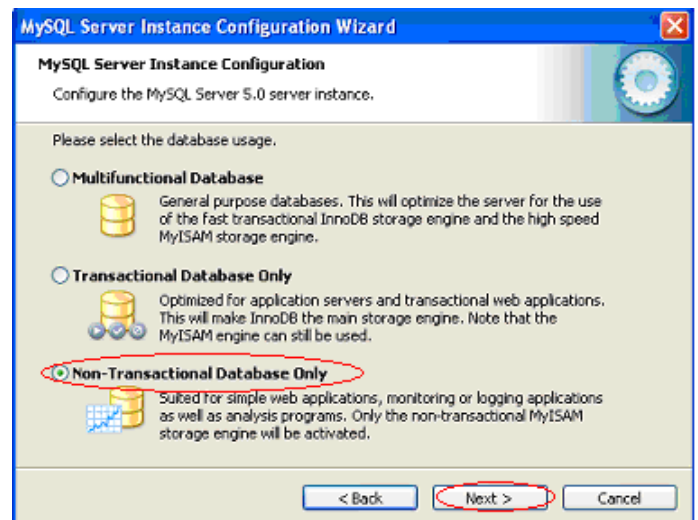 MySQL Server Instance Configuration Wizard
MySQL Server Instance Configuration
Configure the MySQL Server 5.0 server instance.
Please select the database usage.
Multifunctional Database
General purpose databases. This will optimize the server for the use
of the fast transactional InnoDB storage engine and the high speed
MyISAM storage engine.
Transactional Database Only
Optimized for application servers and transactional web applications.
This will make InnoDB the main storage engine. Note that the
MyISAM engine can still be used.
Non-Transactional Database Only
Suited for simple web applications, monitoring or logging applications
as well as analysis programs. Only the non-transactional MyISAM
storage engine will be activated.
< Back
Next >
Cancel